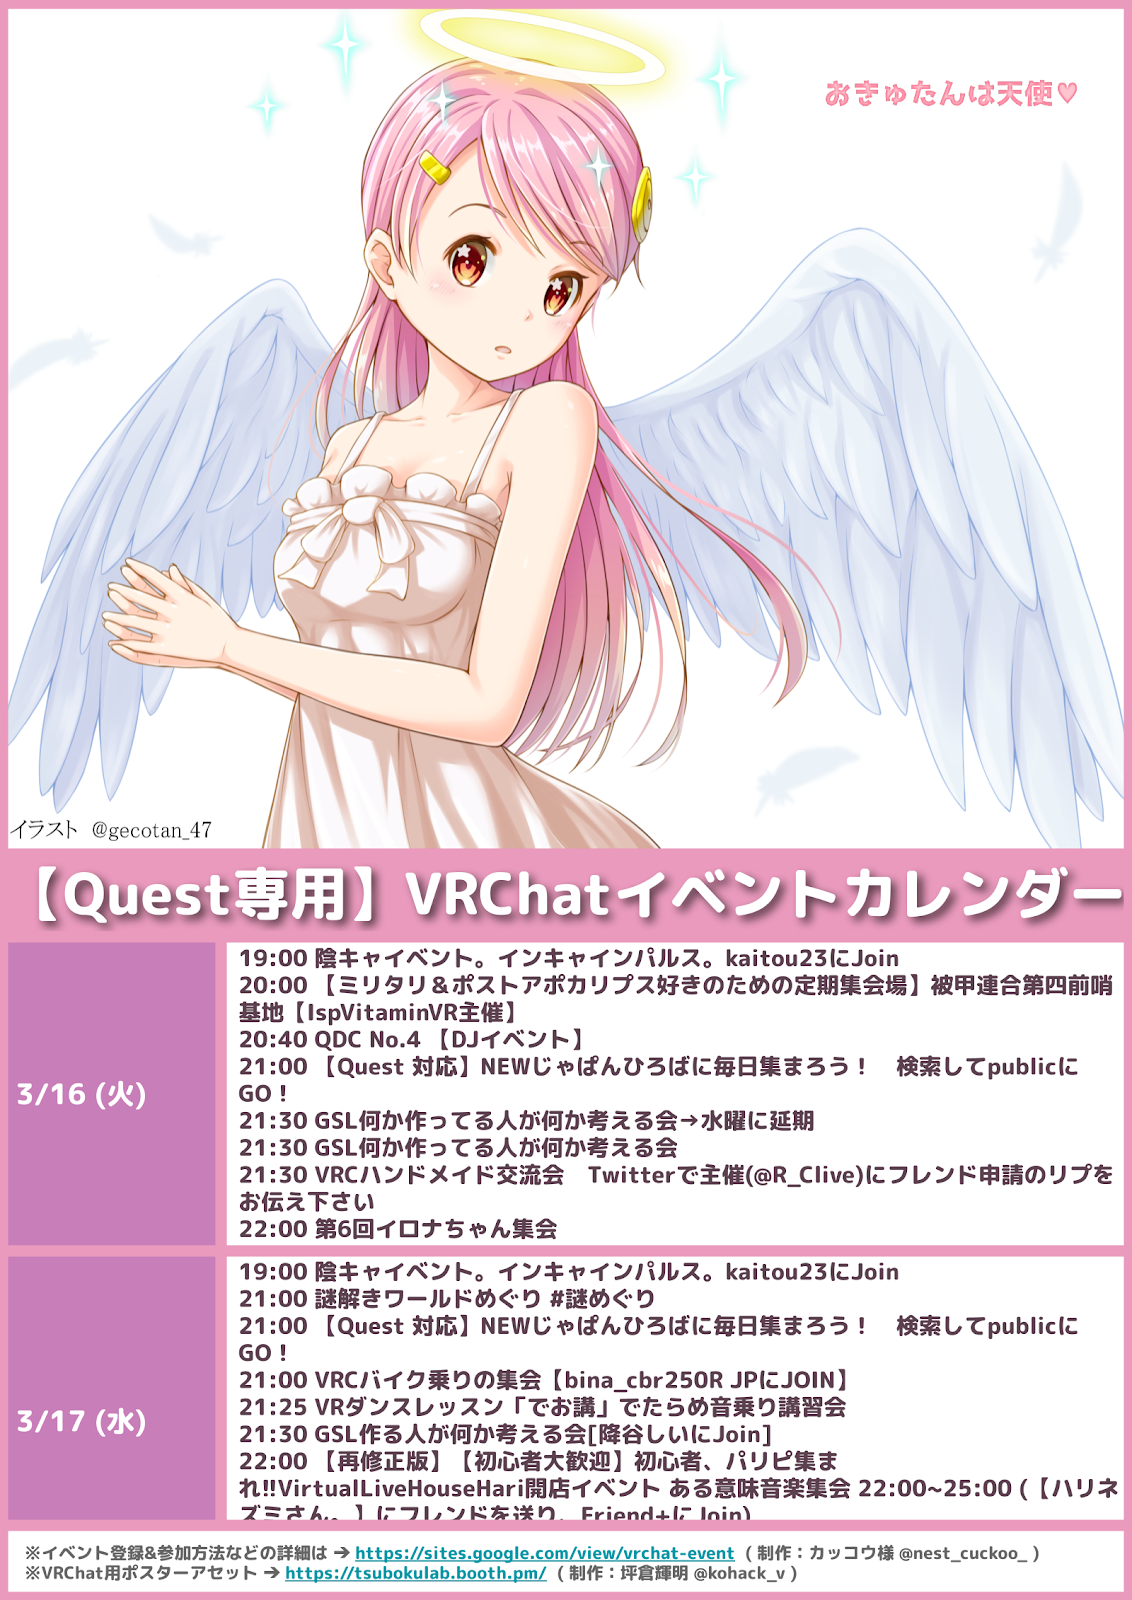 おきゅたんは天使♥
イラスト @gecotan_47
【Quest専用】VRChatイベントカレンダー
3/16 (火)
19:00 陰キャイベント。インキャインパルス。kaitou23にJoin
20:00 【ミリタリ＆ポストアポカリプス好きのための定期集会場】被甲連合第四前哨
基地【IspVitaminVR主催】
20:40 QDC No.4 【DJイベント】
21:00 【Quest 対応】NEWじゃぱんひろばに毎日集まろう！　検索してpublicに
GO！
21:30 GSL何か作ってる人が何か考える会→水曜に延期
21:30 GSL何か作ってる人が何か考える会
21:30 VRCハンドメイド交流会　Twitterで主催(@R_Clive)にフレンド申請のリプを
お伝え下さい
22:00 第6回イロナちゃん集会
3/17 (水)
19:00 陰キャイベント。インキャインパルス。kaitou23にJoin
21:00 謎解きワールドめぐり #謎めぐり
21:00 【Quest 対応】NEWじゃぱんひろばに毎日集まろう！　検索してpublicに
GO！
21:00 VRCバイク乗りの集会【bina_cbr250R JPにJOIN】
21:25 VRダンスレッスン「でお講」でたらめ音乗り講習会
21:30 GSL作る人が何か考える会[降谷しいにJoin]
22:00 【再修正版】【初心者大歓迎】初心者、パリピ集ま
れ!!VirtualLiveHouseHari開店イベント ある意味音楽集会 22:00~25:00 (【ハリネ
ズミさん。】にフレンドを送り、Friend+に Join)
※イベント登録&参加方法などの詳細は → https://sites.google.com/view/vrchat-event ( 制作：カッコウ様 @nest_cuckoo_ )
※VRChat用ポスターアセット → https://tsubokulab.booth.pm/ ( 制作：坪倉輝明 @kohack_v )